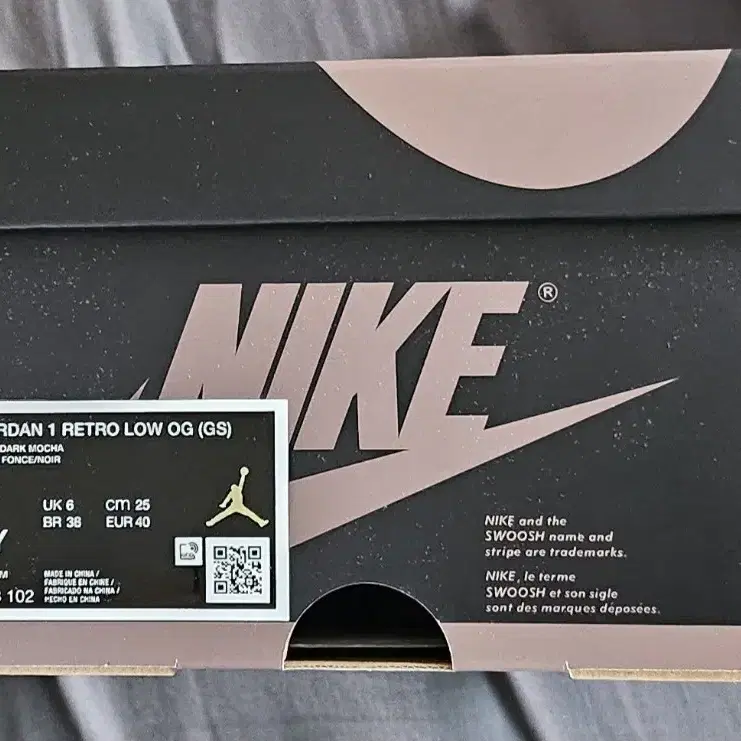 NIKE®
RDAN 1 RETRO LOW OG (GS)
DARK MOCHA
FONCE/NOIR
UK 6 cm 25
BR 38 EUR 40
Y
M
MADE IN CHINA /
FABRIQUE EN CHINE /
FABRICADO NA CHINA /
HECHO EN CHINA
102
NIKE and the
SWOOSH name and
stripe are trademarks.
NIKE, le terme
SWOOSH et son sigle
sont des marques déposées.